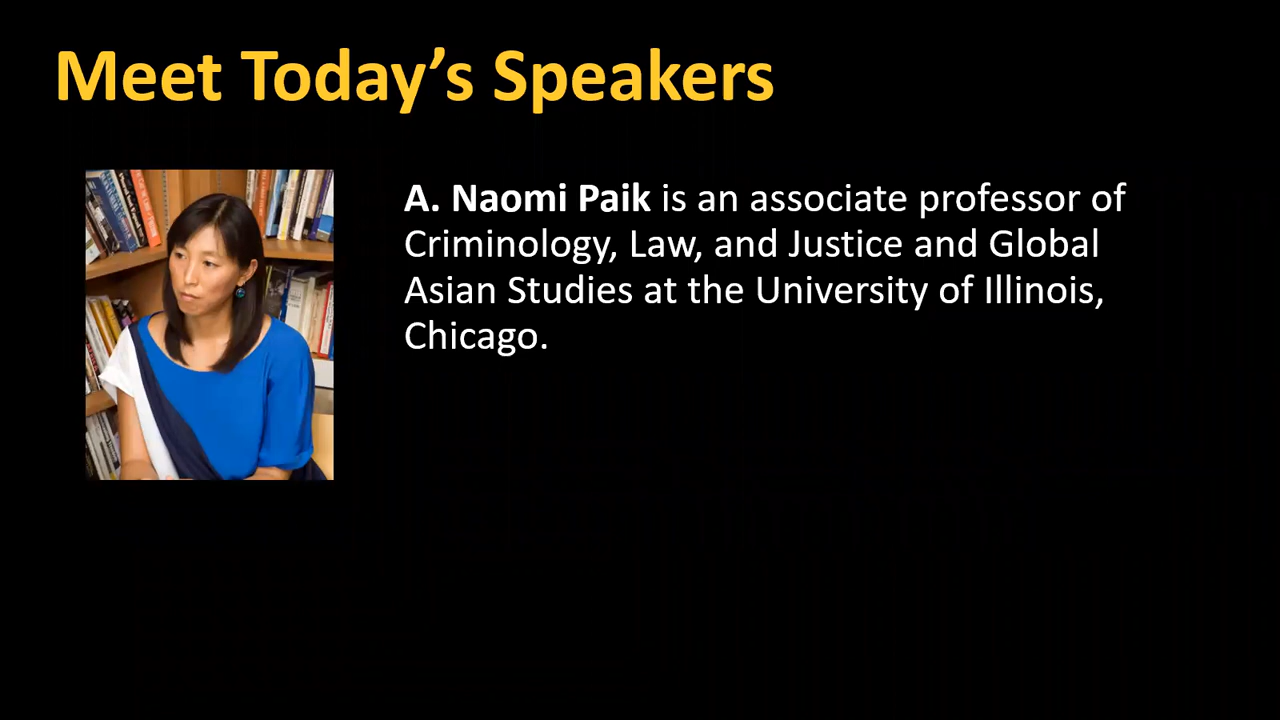 Meet Today’s Speakers
A. Naomi Paik is an associate professor of
Criminology, Law, and Justice and Global
Asian Studies at the University of Illinois,
Chicago.